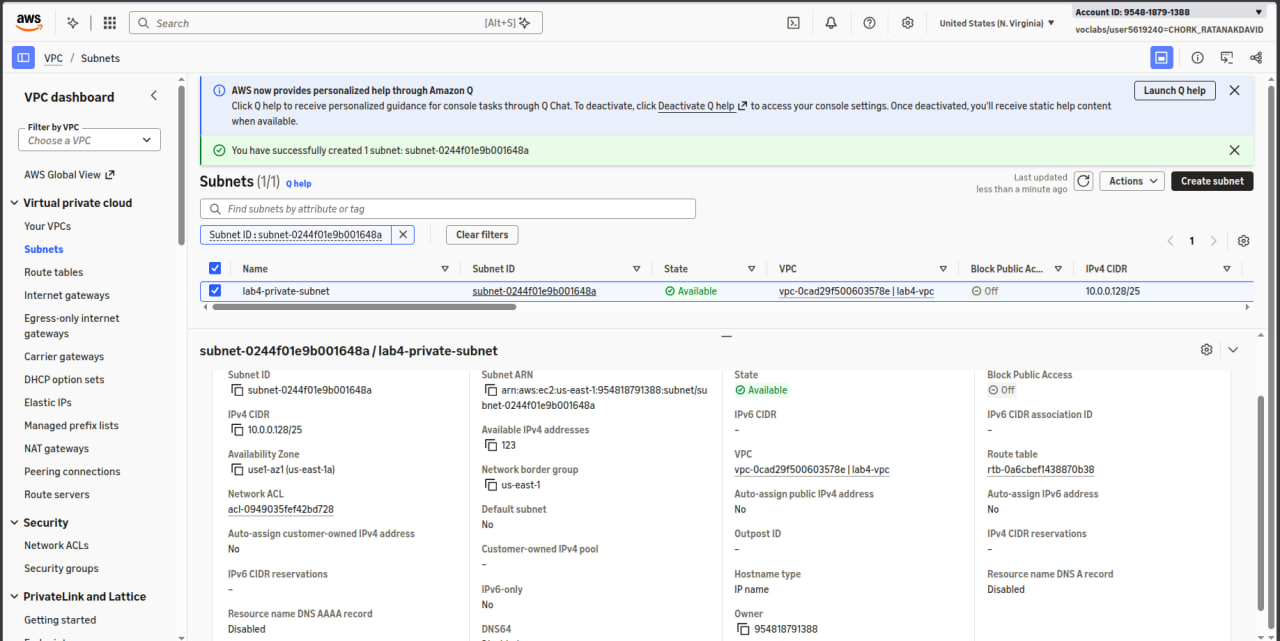 aws
Search
[Alt+S]
United States (N. Virginia)
Account ID: 9548-1879-1388
voclabs/user5619240=CHORK_RATANAKDAVID
VPC / Subnets
VPC dashboard
Filter by VPC
Choose a VPC
AWS Global View
Virtual private cloud
Your VPCs
Subnets
Route tables
Internet gateways
Egress-only internet
gateways
Carrier gateways
DHCP option sets
Elastic IPs
Managed prefix lists
NAT gateways
Peering connections
Route servers
Security
Network ACLs
Security groups
PrivateLink and Lattice
Getting started
AWS now provides personalized help through Amazon Q
Click Q help to receive personalized guidance for console tasks through Q Chat. To deactivate, click Deactivate Q help to access your console settings. Once deactivated, you'll receive static help content
when available.
Launch Q help
You have successfully created 1 subnet: subnet-0244f01e9b001648a
Subnets (1/1) Q help
Last updated
less than a minute ago
Actions
Create subnet
Find subnets by attribute or tag
Subnet ID : subnet-0244f01e9b001648a
Clear filters
1
Name Subnet ID State VPC Block Public Ac... IPv4 CIDR
lab4-private-subnet subnet-0244f01e9b001648a Available vpc-0cad29f500603578e | lab4-vpc Off 10.0.0.128/25
subnet-0244f01e9b001648a / lab4-private-subnet
Subnet ID
subnet-0244f01e9b001648a
IPv4 CIDR
10.0.0.128/25
Availability Zone
use1-az1 (us-east-1a)
Network ACL
acl-0949035fef42bd728
Auto-assign customer-owned IPv4 address
No
IPv6 CIDR reservations
–
Resource name DNS AAAA record
Disabled
Subnet ARN
arn:aws:ec2:us-east-1:954818791388:subnet/su
bnet-0244f01e9b001648a
Available IPv4 addresses
123
Network border group
us-east-1
Default subnet
No
Customer-owned IPv4 pool
–
IPv6-only
No
DNS64
State
Available
IPv6 CIDR
–
VPC
vpc-0cad29f500603578e | lab4-vpc
Auto-assign public IPv4 address
No
Outpost ID
–
Hostname type
IP name
Owner
954818791388
Block Public Access
Off
IPv6 CIDR association ID
–
Route table
rtb-0a6cbef1438870b38
Auto-assign IPv6 address
No
IPv4 CIDR reservations
–
Resource name DNS A record
Disabled